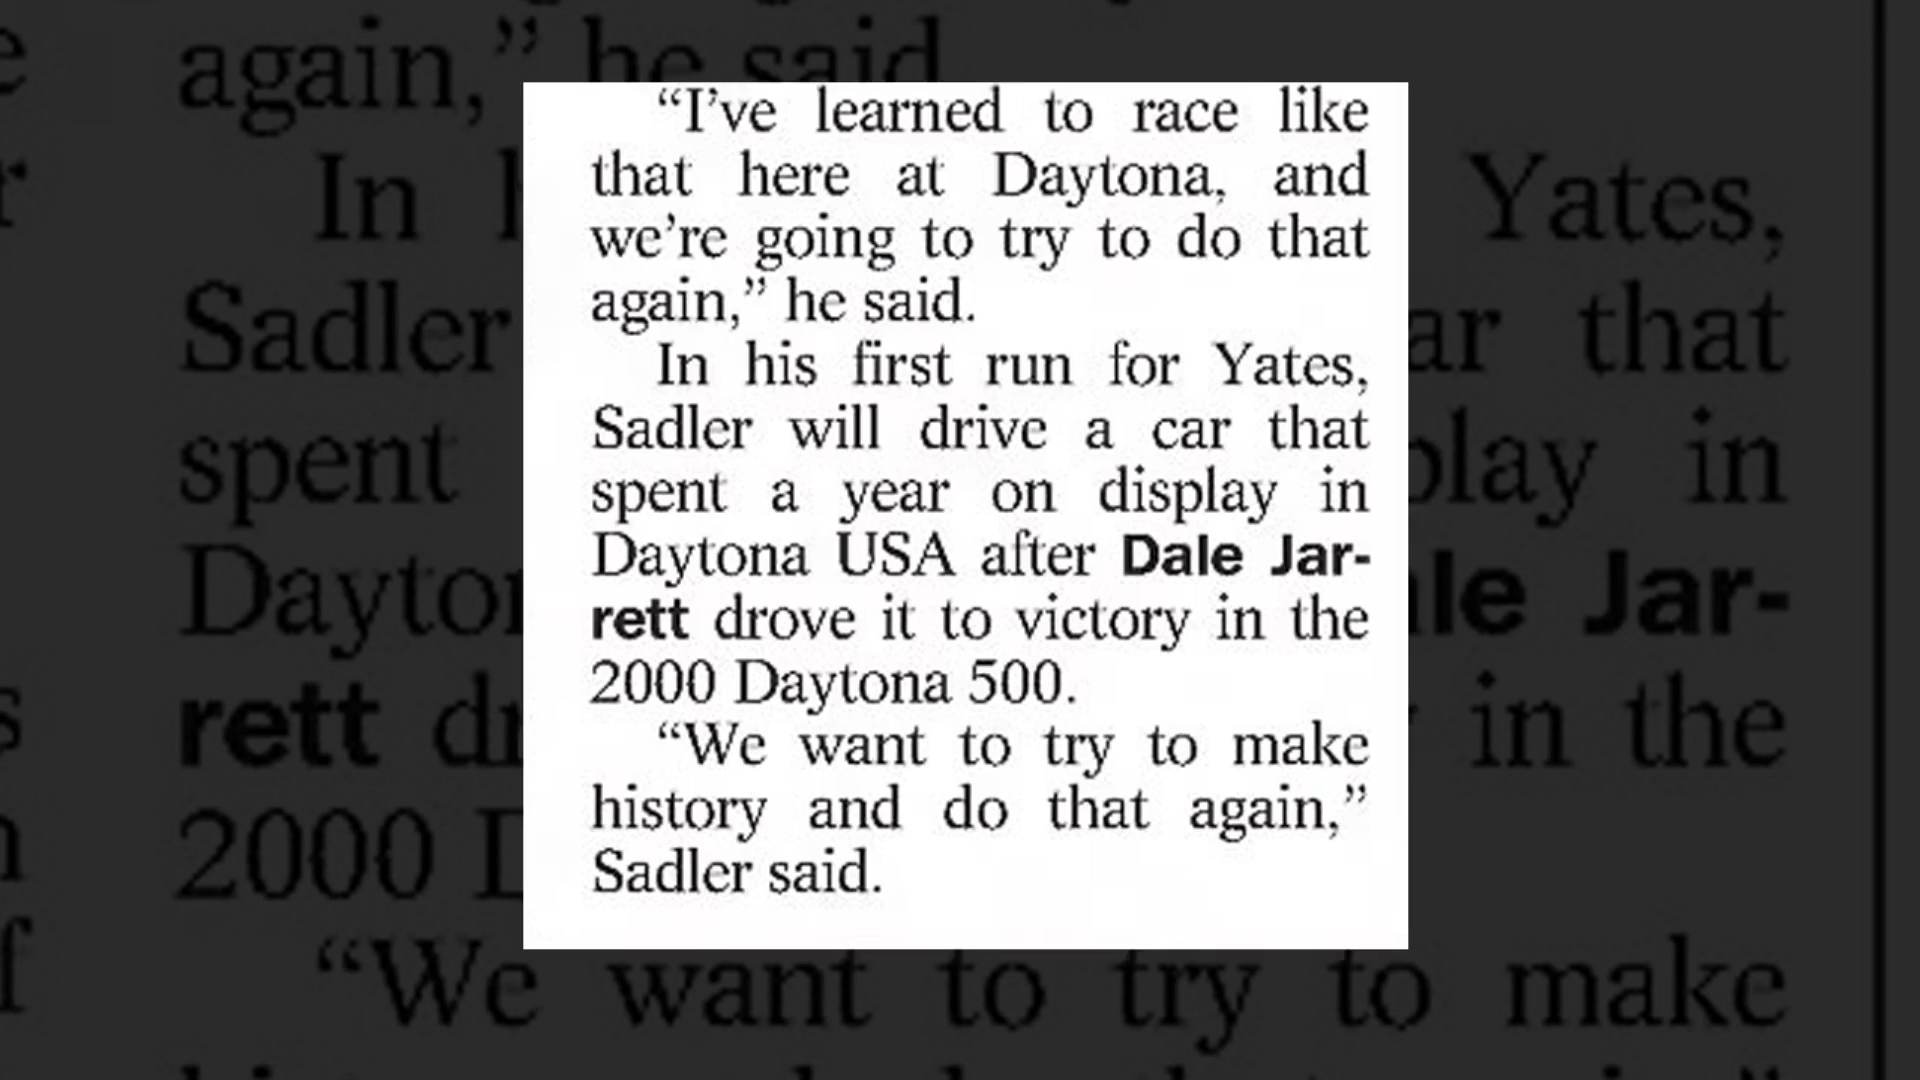 “I’ve learned to race like
that here at Daytona, and
we’re going to try to do that
again,” he said.
In his first run for Yates,
Sadler will drive a car that
spent a year on display in
Daytona USA after Dale Jar-
rett drove it to victory in the
2000 Daytona 500.
“We want to try to make
history and do that again,”
Sadler said.